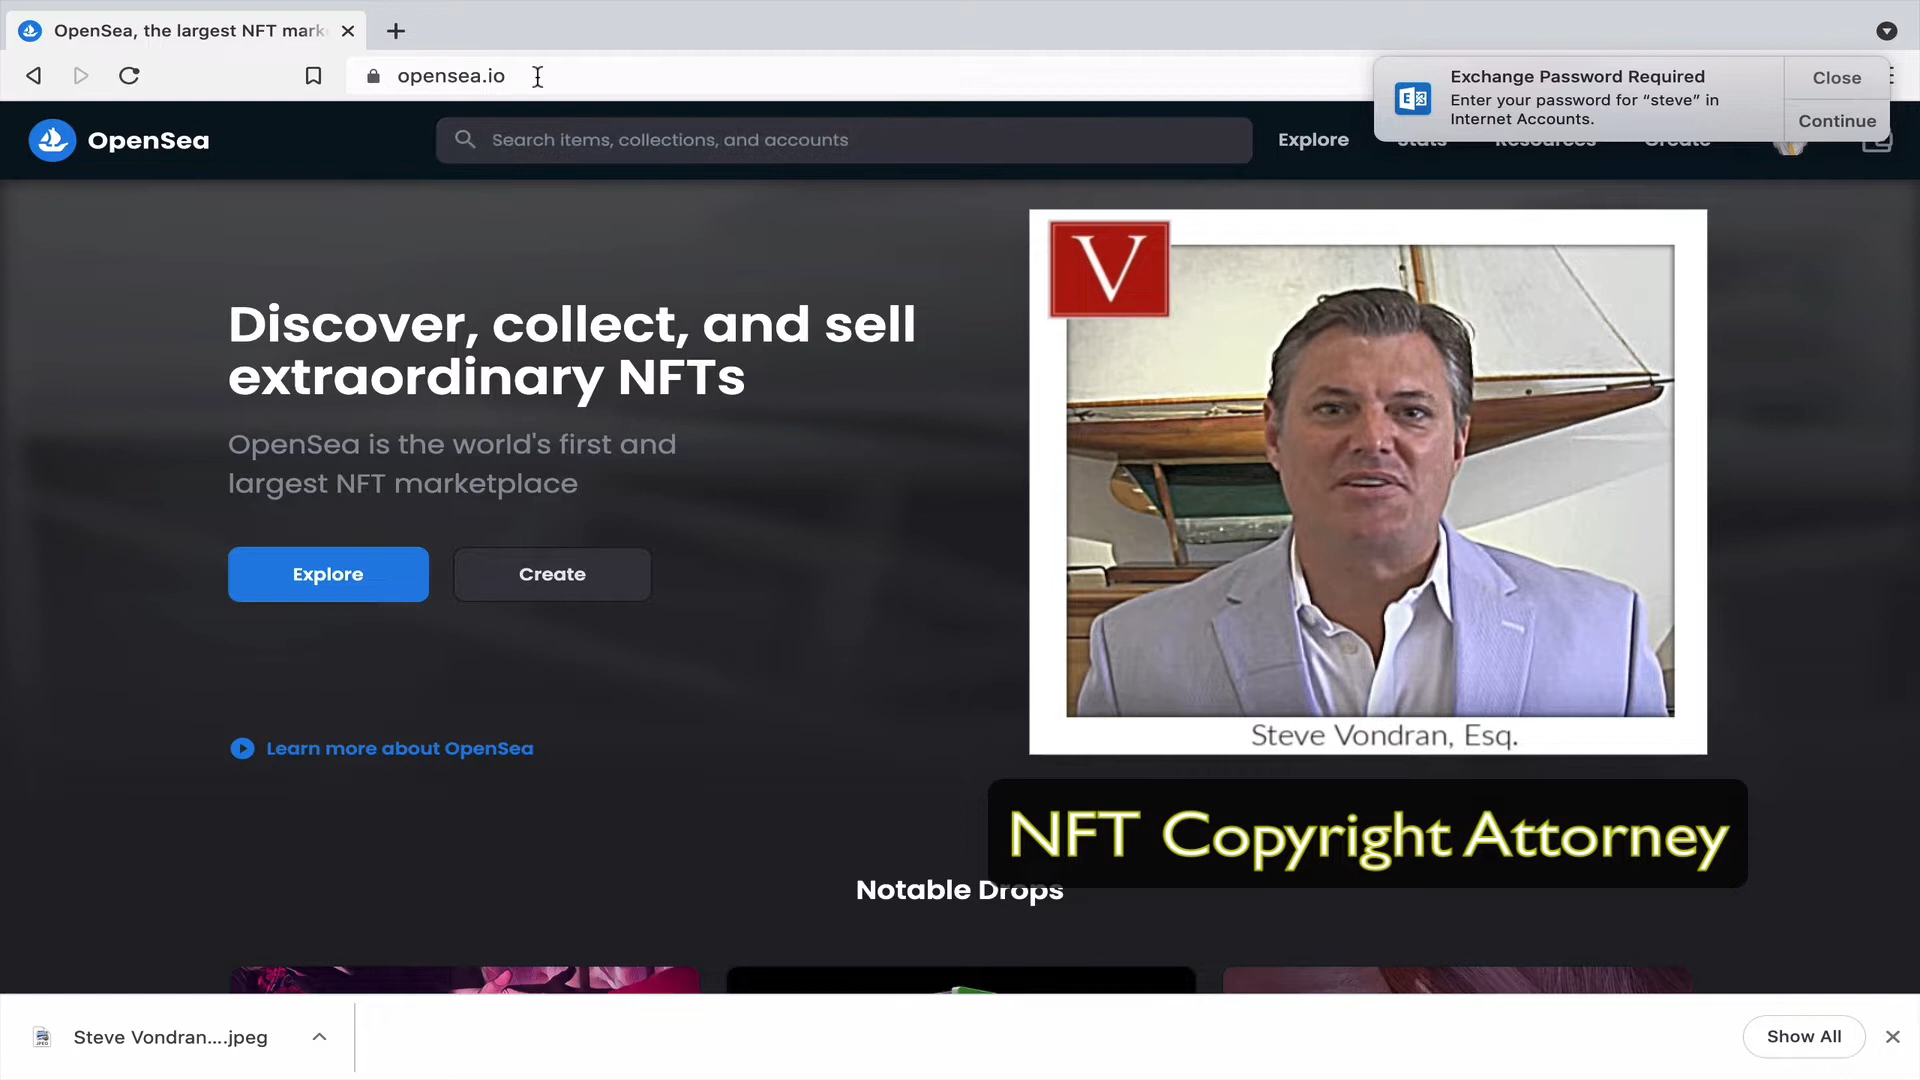 OpenSea, the largest NFT mark
opensea.io
Exchange Password Required
Enter your password for “steve” in
Internet Accounts.
Close
Continue
OpenSea
Search items, collections, and accounts
Explore
Stats
Resources
Create
Discover, collect, and sell
extraordinary NFTs
OpenSea is the world's first and
largest NFT marketplace
Explore
Create
Learn more about OpenSea
V
Steve Vondran, Esq.
NFT Copyright Attorney
Notable Drops
Steve Vondran....jpeg
Show All